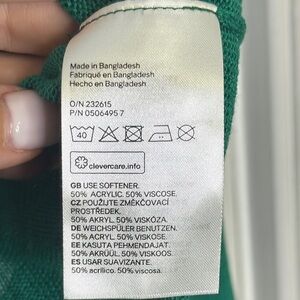 Made in Bangladesh
Fabriqué en Bangladesh
Hecho en Bangladesh
O/N 232615
P/N 0506495 7
40
clevercare.info
GB USE SOFTENER.
50% ACRYLIC. 50% VISCOSE.
CZ POUŽIJTE ZMĚKČOVACÍ
PROSTŘEDEK.
50% AKRYL. 50% VISKÓZA.
DE WEICHSPÜLER BENUTZEN.
50% ACRYL. 50% VISKOSE.
EE KASUTA PEHMENDAJAT.
50% AKRÜÜL. 50% VISKOOS.
ES USAR SUAVIZANTE.
50% acrílico. 50% viscosa.